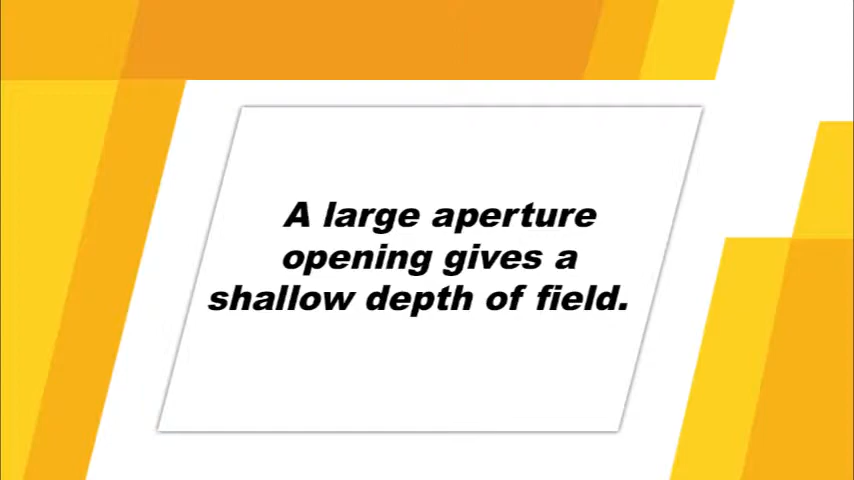 A large aperture
opening gives a
shallow depth of field.